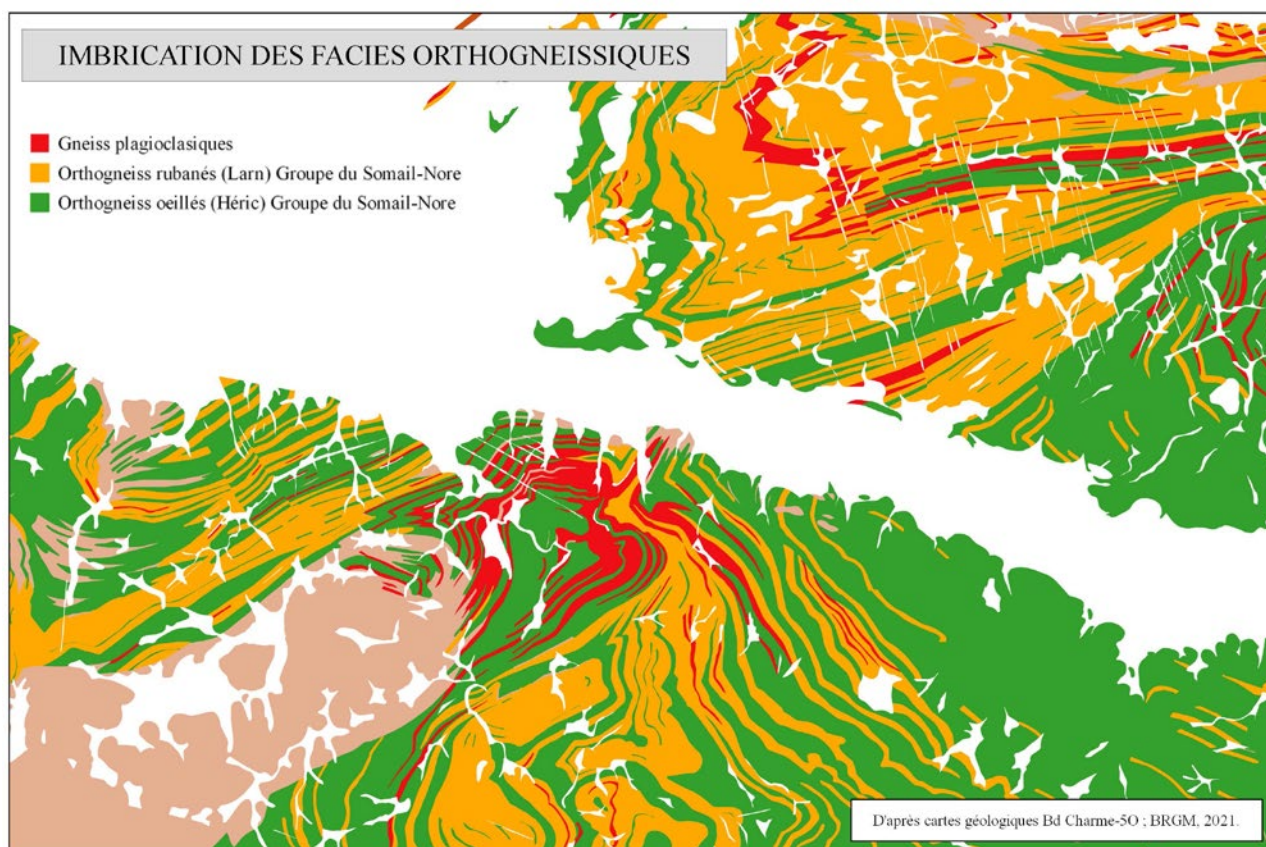 IMBRICATION DES FACIES ORTHOGNEISSIQUES
Gneiss plagioclasiques
Orthogneiss rubanés (Larn) Groupe du Somail-Nore
Orthogneiss oeillés (Héric) Groupe du Somail-Nore
D'après cartes géologiques Bd Charme-5O ; BRGM, 2021.